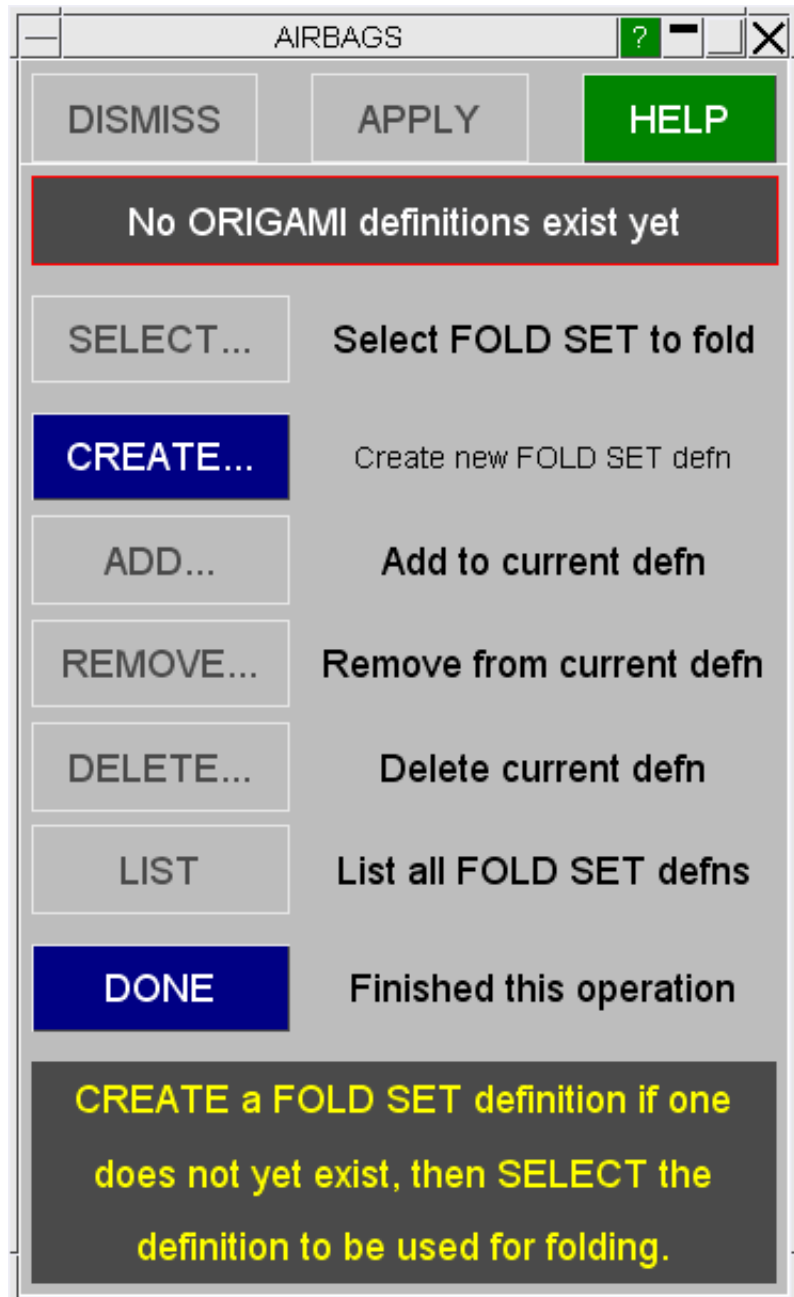 AIRBAGS ?
DISMISS APPLY HELP
No ORIGAMI definitions exist yet
SELECT... Select FOLD SET to fold
CREATE... Create new FOLD SET defn
ADD... Add to current defn
REMOVE... Remove from current defn
DELETE... Delete current defn
LIST List all FOLD SET defns
DONE Finished this operation
CREATE a FOLD SET definition if one
does not yet exist, then SELECT the
definition to be used for folding.